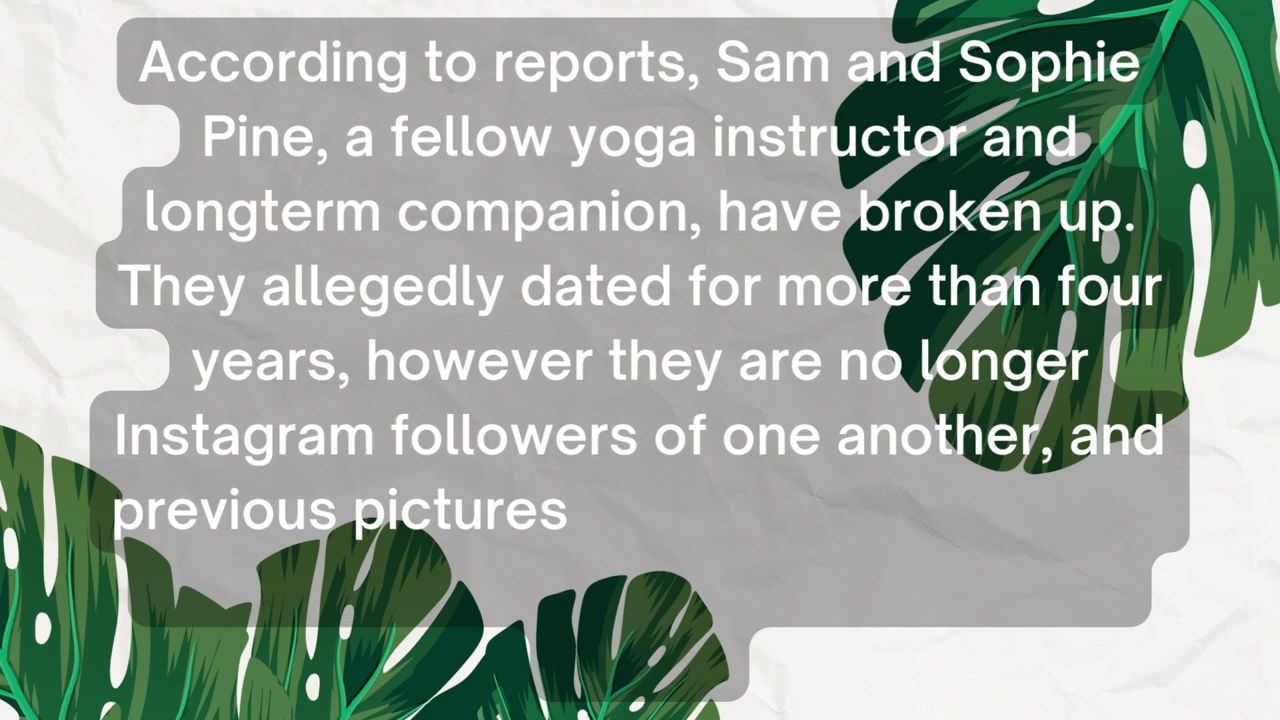 According to reports, Sam and Sophie
Pine, a fellow yoga instructor and
longterm companion, have broken up.
They allegedly dated for more than four
years, however they are no longer
Instagram followers of one another, and
previous pictures